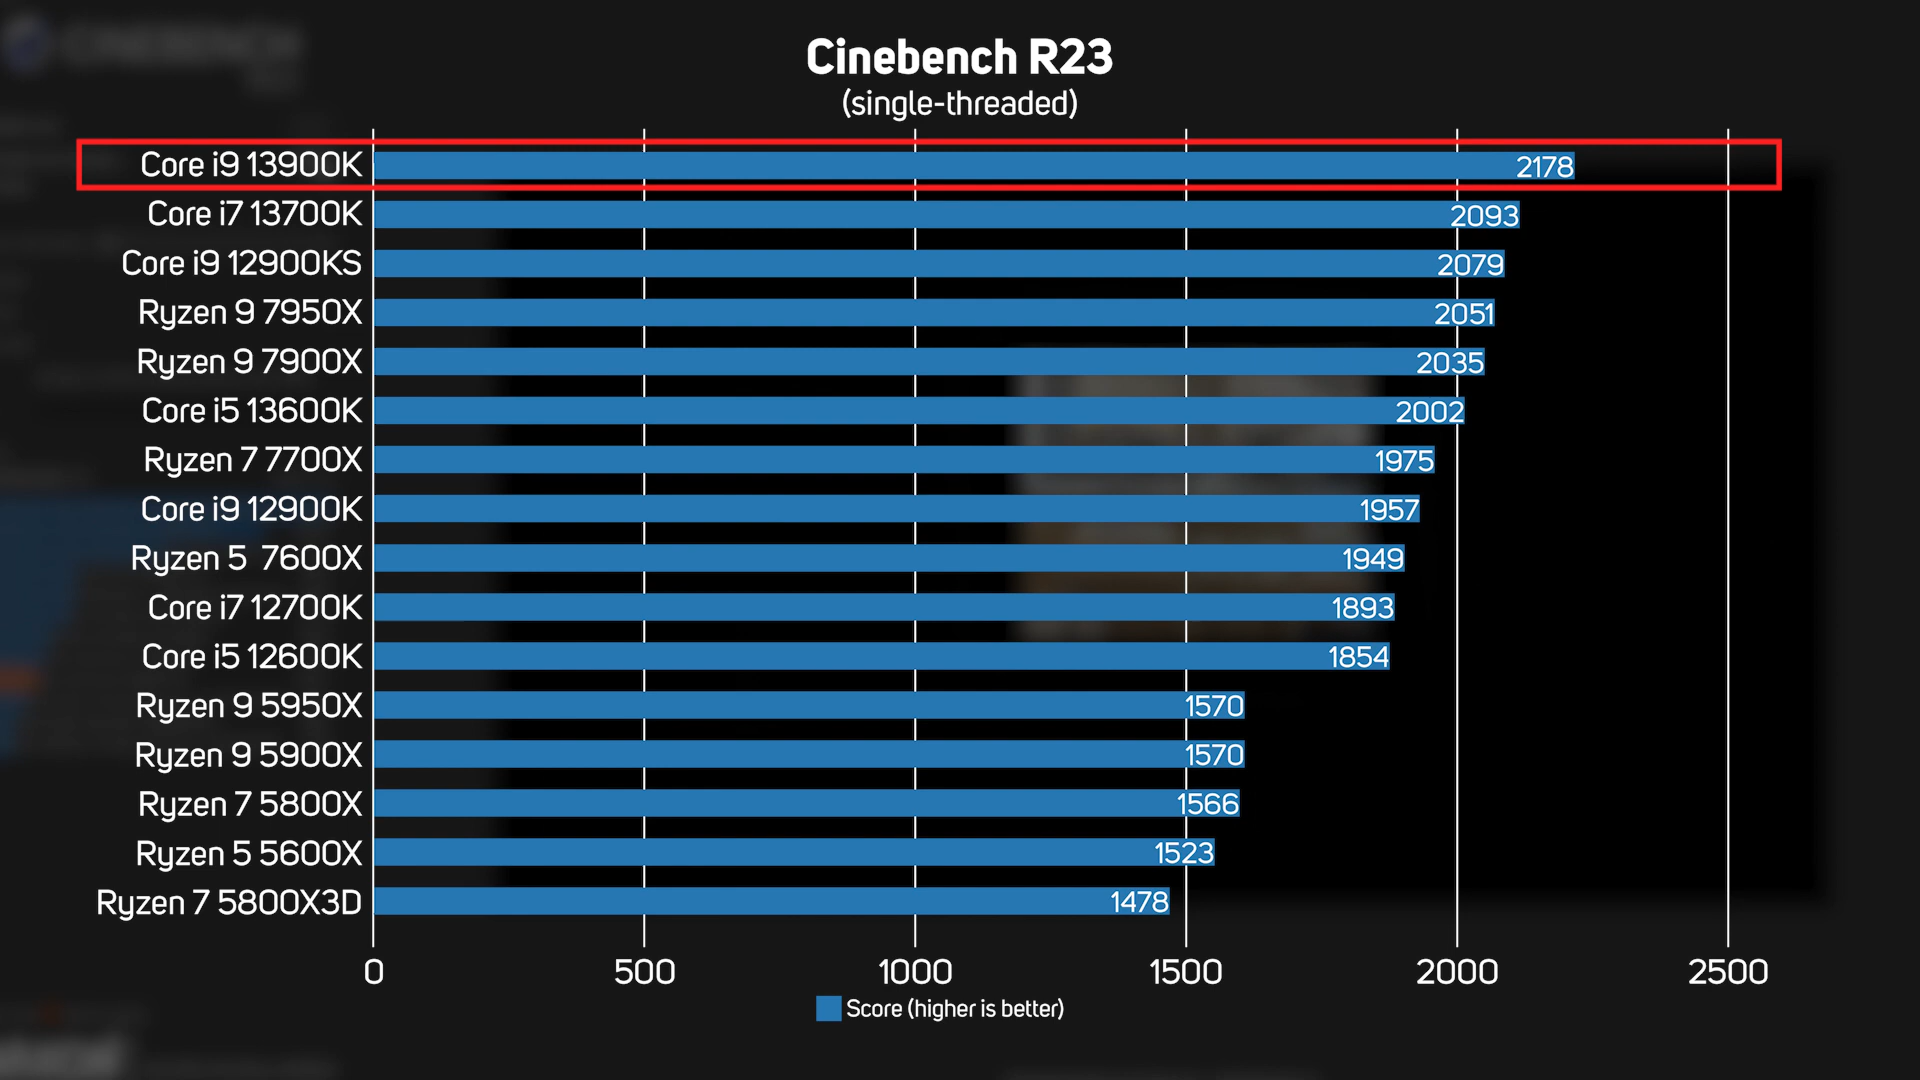 CINEBENCH
Cinebench R23
(single-threaded)
Core i9 13900K 2178
Core i7 13700K 2093
Core i9 12900KS 2079
Ryzen 9 7950X 2051
Ryzen 9 7900X 2035
Core i5 13600K 2002
Ryzen 7 7700X 1975
Core i9 12900K 1957
Ryzen 5 7600X 1949
Core i7 12700K 1893
Core i5 12600K 1854
Ryzen 9 5950X 1570
Ryzen 9 5900X 1570
Ryzen 7 5800X 1566
Ryzen 5 5600X 1523
Ryzen 7 5800X3D 1478
0 500 1000 1500 2000 2500
Score (higher is better)